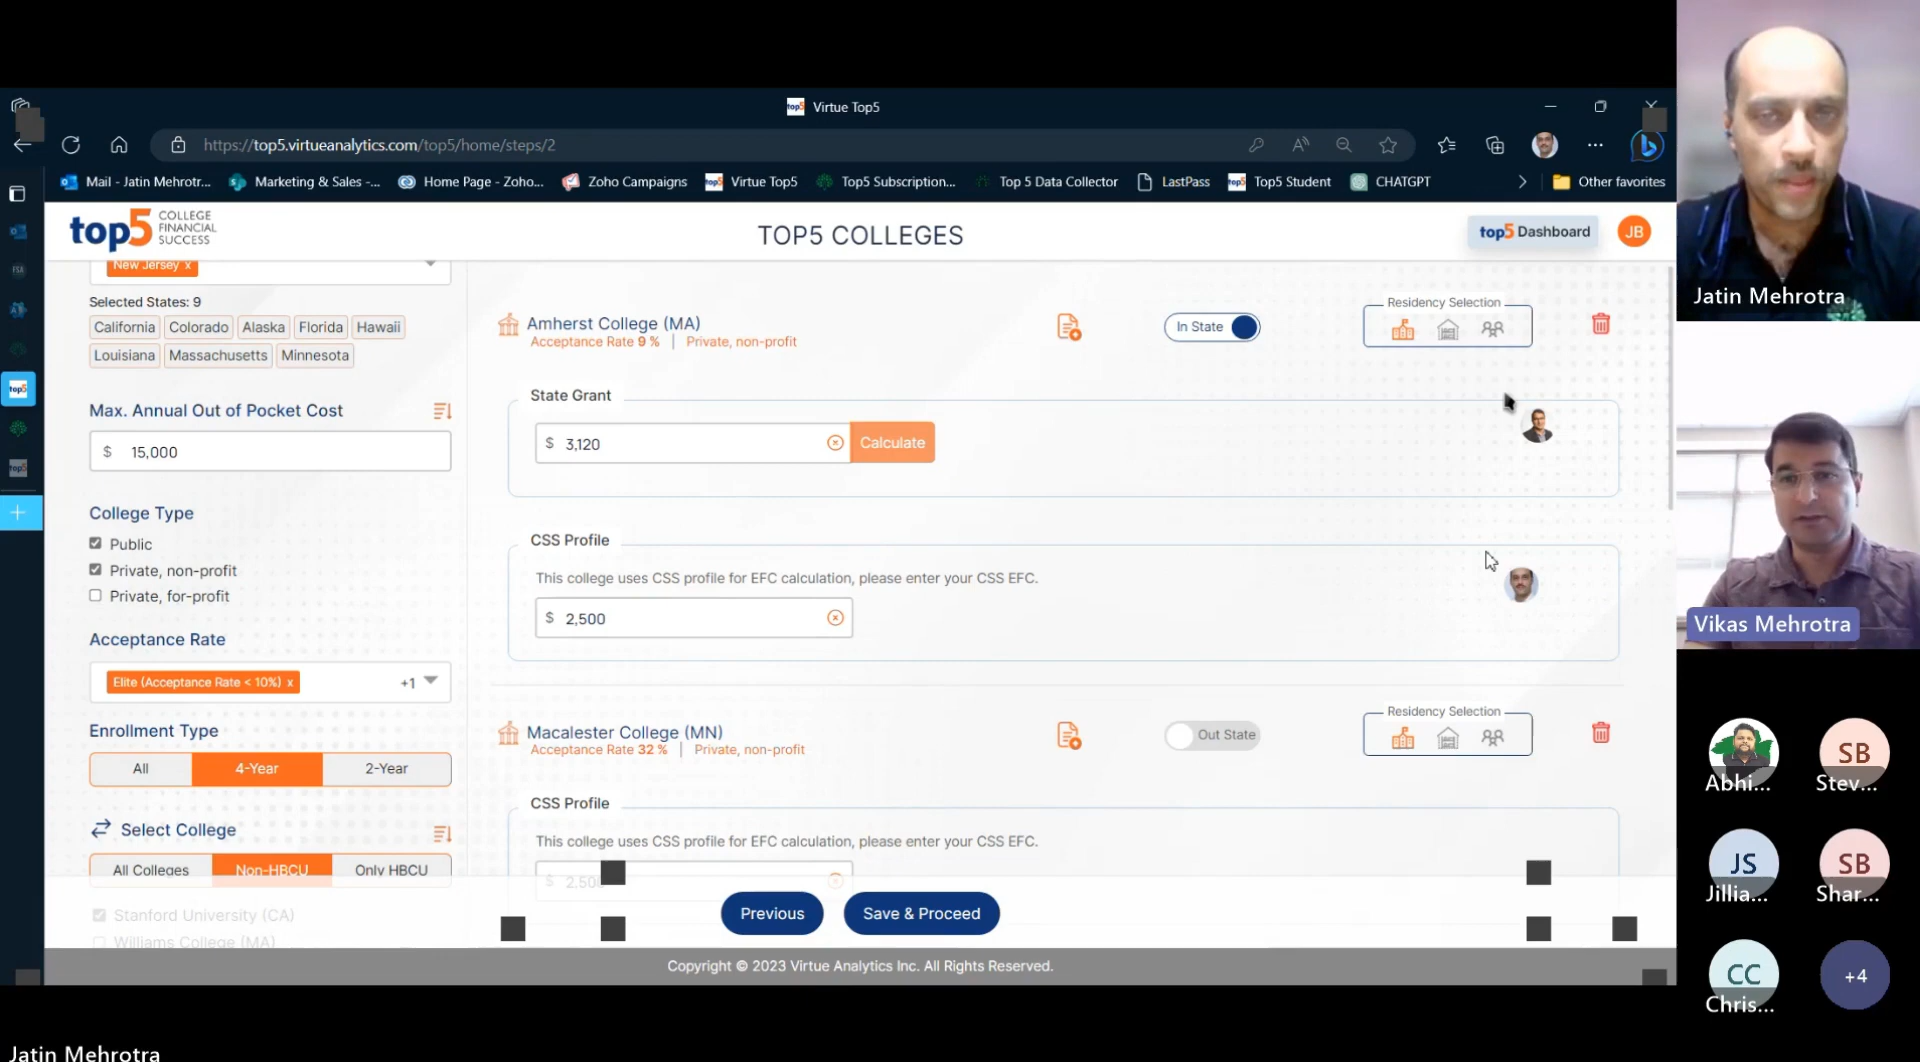 top5 Virtue Top5
https://top5.virtueanalytics.com/top5/home/steps/2
Mail - Jatin Mehrotr... Marketing & Sales -... Home Page - Zoho... Zoho Campaigns top5 Virtue Top5 Top5 Subscription... Top 5 Data Collector LastPass top5 Top5 Student CHATGPT Other favorites
top5 COLLEGE FINANCIAL SUCCESS
TOP5 COLLEGES
top5 Dashboard
JB
New Jersey x
Selected States: 9
California Colorado Alaska Florida Hawaii
Louisiana Massachusetts Minnesota
Max. Annual Out of Pocket Cost
$ 15,000
College Type
Public
Private, non-profit
Private, for-profit
Acceptance Rate
Elite (Acceptance Rate < 10%) x +1
Enrollment Type
All 4-Year 2-Year
Select College
All Colleges Non-HBCU Only HBCU
Stanford University (CA)
Williams College (MA)
Amherst College (MA)
Acceptance Rate 9 % | Private, non-profit
In State
Residency Selection
State Grant
$ 3,120
Calculate
CSS Profile
This college uses CSS profile for EFC calculation, please enter your CSS EFC.
$ 2,500
Macalester College (MN)
Acceptance Rate 32 % | Private, non-profit
Out State
Residency Selection
CSS Profile
This college uses CSS profile for EFC calculation, please enter your CSS EFC.
$ 2,500
Previous Save & Proceed
Copyright © 2023 Virtue Analytics Inc. All Rights Reserved.
Jatin Mehrotra
Vikas Mehrotra
Abhi...
SB
Stev...
JS
Jillia...
SB
Shar...
CC
Chris...
+4
Jatin Mehrotra